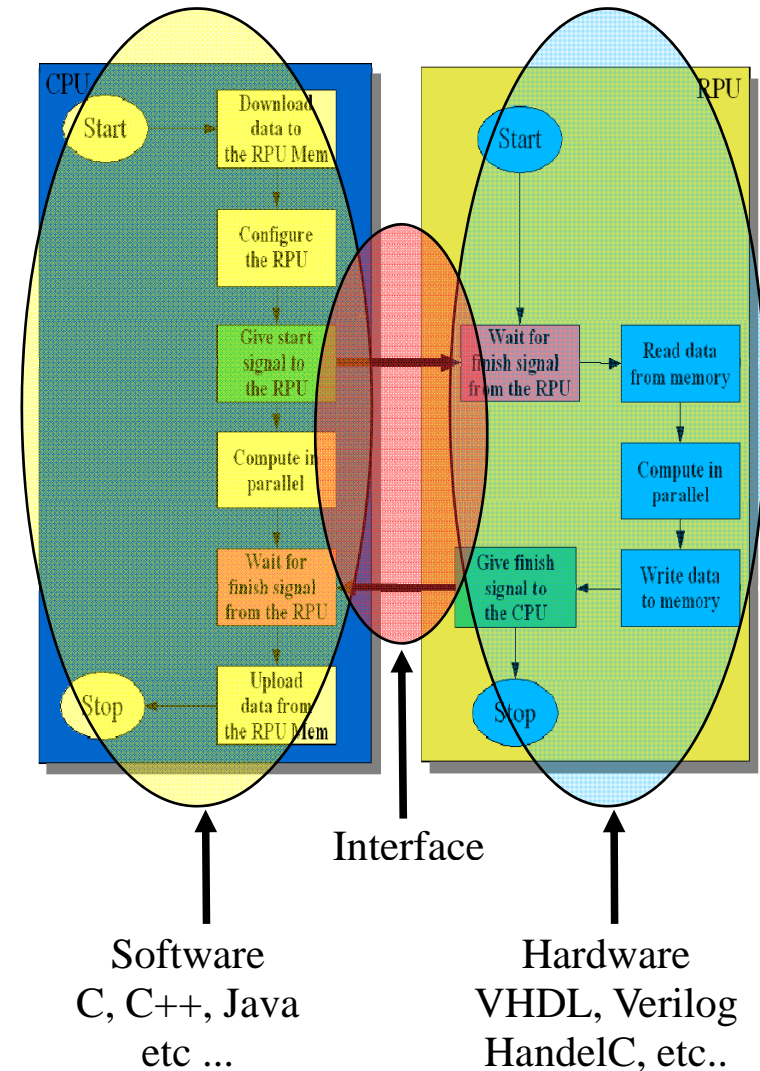 CPU
Start
Download
data to
the RPU Mem
Configure
the RPU
Give start
signal to
the RPU
Compute in
parallel
Wait for
finish signal
from the RPU
Upload
data from
the RPU Mem
Stop
RPU
Start
Wait for
finish signal
from the RPU
Read data
from memory
Compute in
parallel
Write data
to memory
Give finish
signal to
the CPU
Stop
Interface
Software
C, C++, Java
etc ...
Hardware
VHDL, Verilog
HandelC, etc..